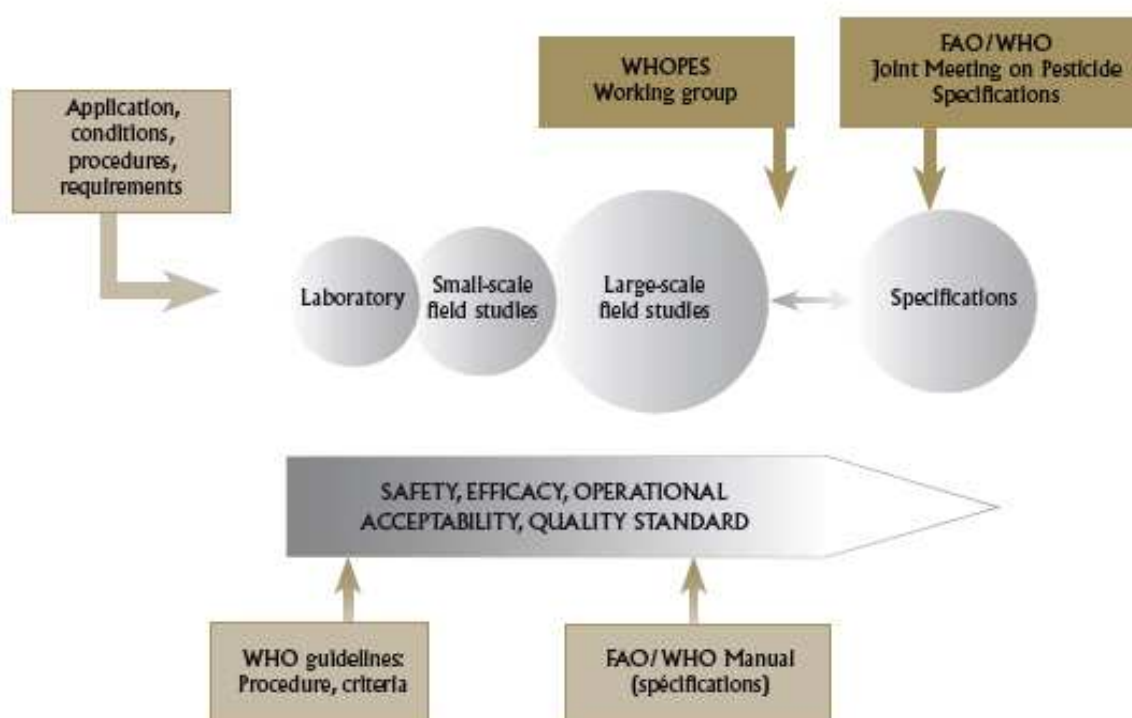 WHOPES
Working group
FAO/WHO
Joint Meeting on Pesticide
Specifications
Application,
conditions,
procedures,
requirements
Laboratory
Small-scale
field studies
Large-scale
field studies
Specifications
SAFETY, EFFICACY, OPERATIONAL
ACCEPTABILITY, QUALITY STANDARD
WHO guidelines:
Procedure, criteria
FAO/WHO Manual
(spécifications)